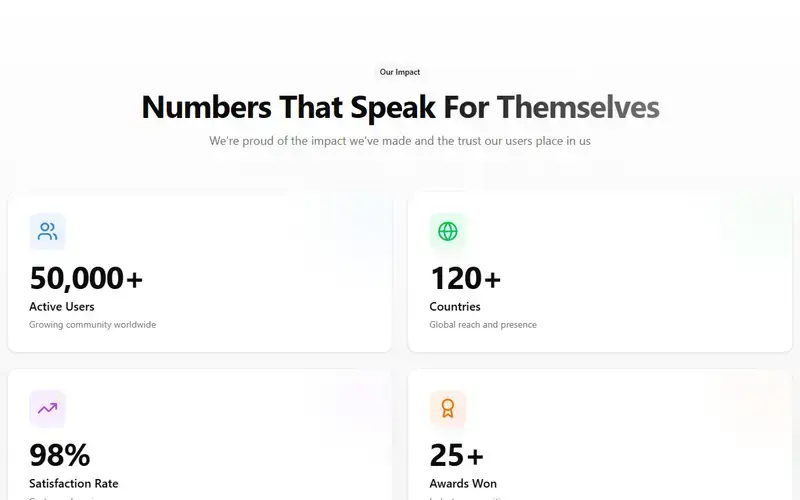 Our Impact
Numbers That Speak For Themselves
We're proud of the impact we've made and the trust our users place in us
50,000+
Active Users
Growing community worldwide
120+
Countries
Global reach and presence
98%
Satisfaction Rate
25+
Awards Won